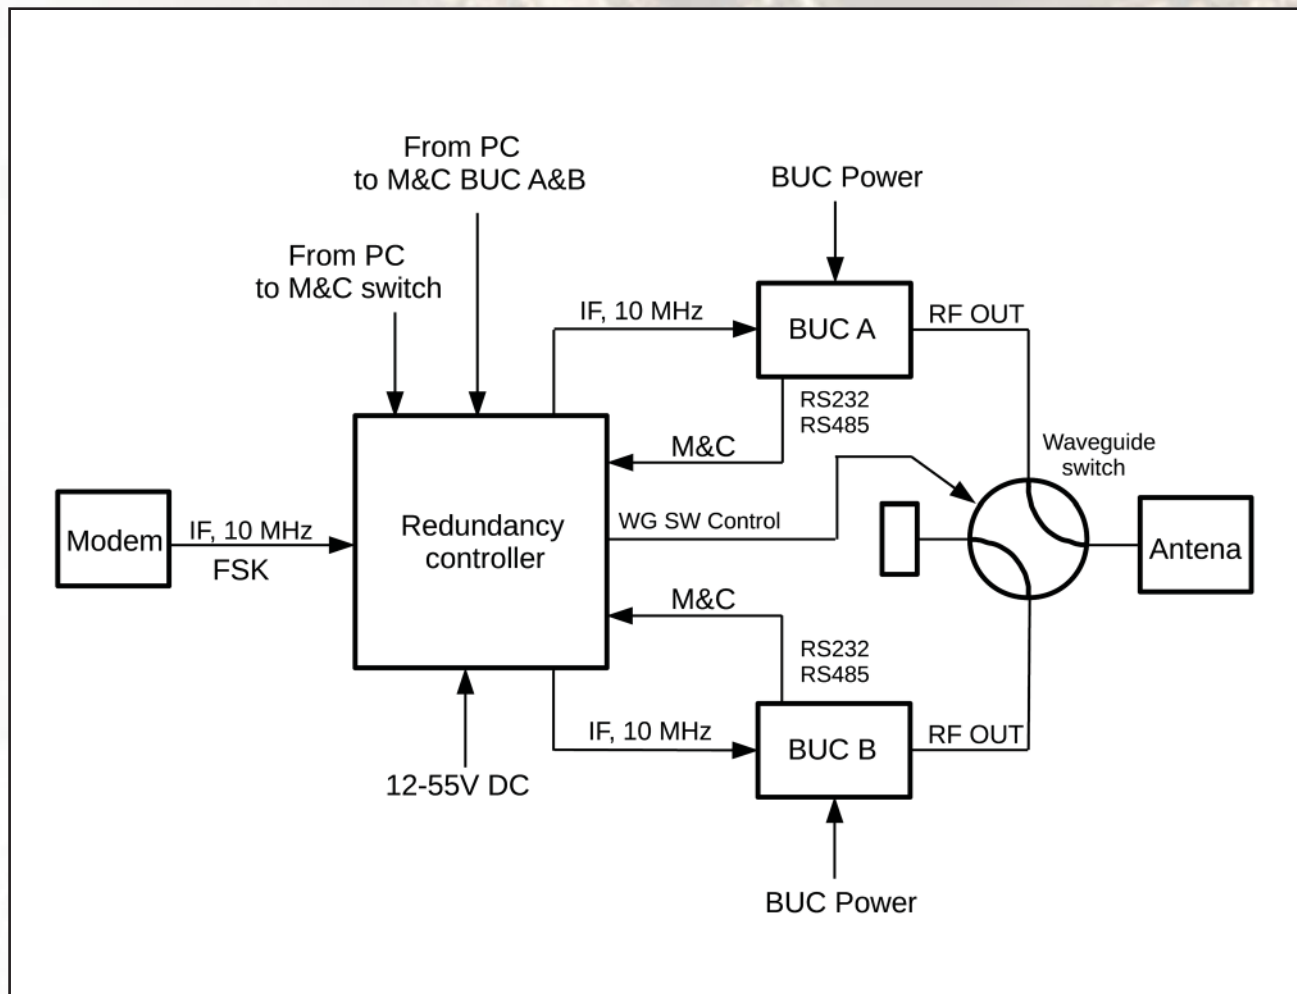 From PC
to M&C BUC A&B
BUC Power
From PC
to M&C switch
IF, 10 MHz
BUC A
RF OUT
RS232
RS485
M&C
Waveguide
switch
Modem
IF, 10 MHz
FSK
Redundancy
controller
WG SW Control
Antena
M&C
RS232
RS485
IF, 10 MHz
BUC B
RF OUT
12-55V DC
BUC Power